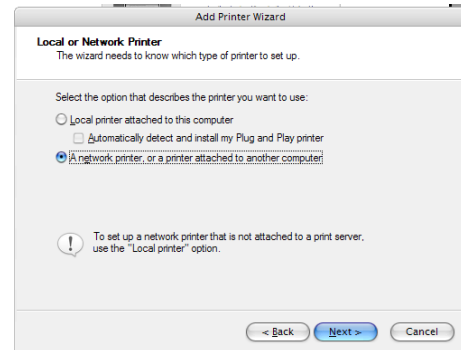 Add Printer Wizard
Local or Network Printer
The wizard needs to know which type of printer to set up.
Select the option that describes the printer you want to use:
Local printer attached to this computer
Automatically detect and install my Plug and Play printer
A network printer, or a printer attached to another computer
To set up a network printer that is not attached to a print server,
use the "Local printer" option.
< Back
Next >
Cancel